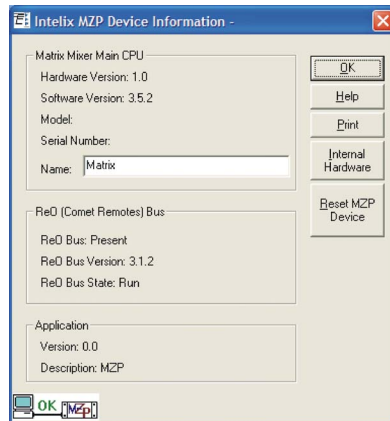 Intelix MZP Device Information -
Matrix Mixer Main CPU
Hardware Version: 1.0
Software Version: 3.5.2
Model:
Serial Number:
Name: Matrix
ReO (Comet Remotes) Bus
ReO Bus: Present
ReO Bus Version: 3.1.2
ReO Bus State: Run
Application
Version: 0.0
Description: MZP
OK
Help
Print
Internal
Hardware
Reset MZP
Device
OK MZp